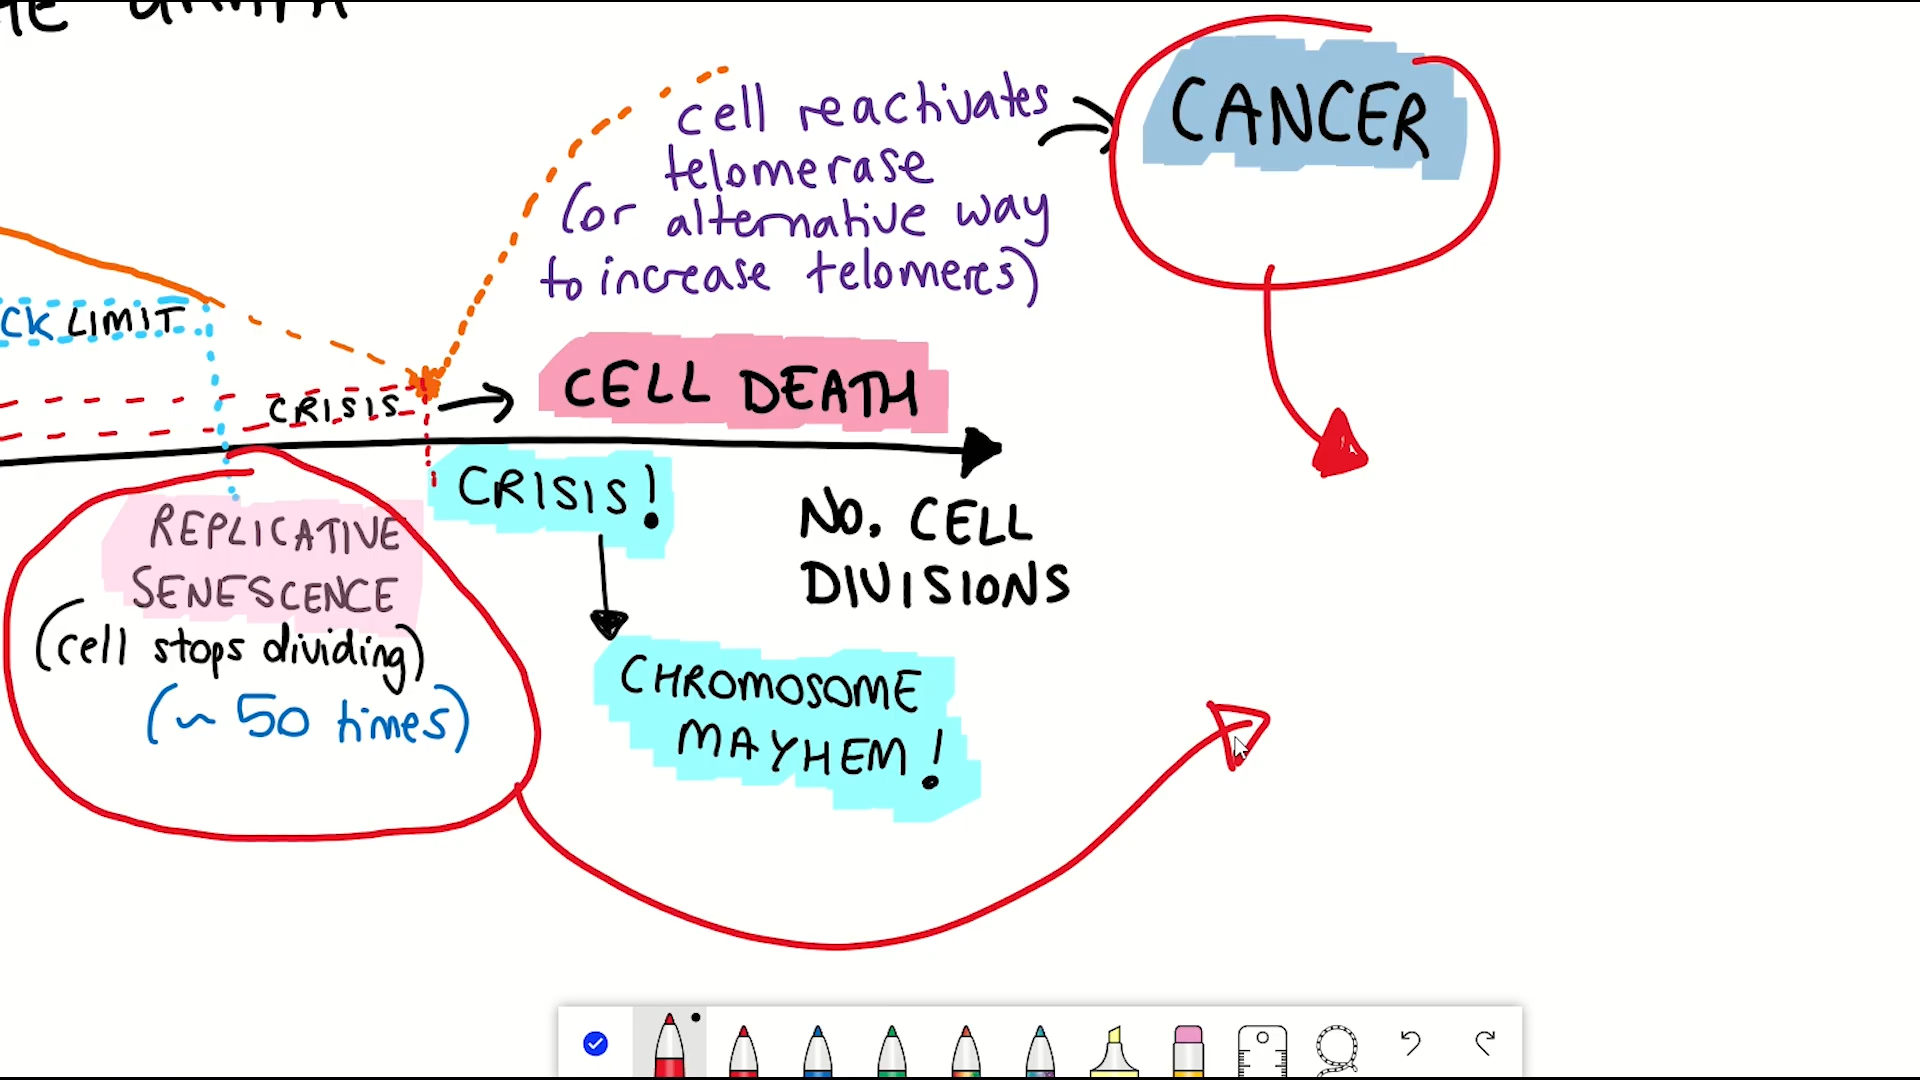 CANCER
cell reactivates
telomerase
(or alternative way
to increase telomeres)
CK LIMIT
CELL DEATH
CRISIS
CRISIS!
NO. CELL
DIVISIONS
REPLICATIVE
SENESCENCE
(cell stops dividing)
(~ 50 times)
CHROMOSOME
MAYHEM!